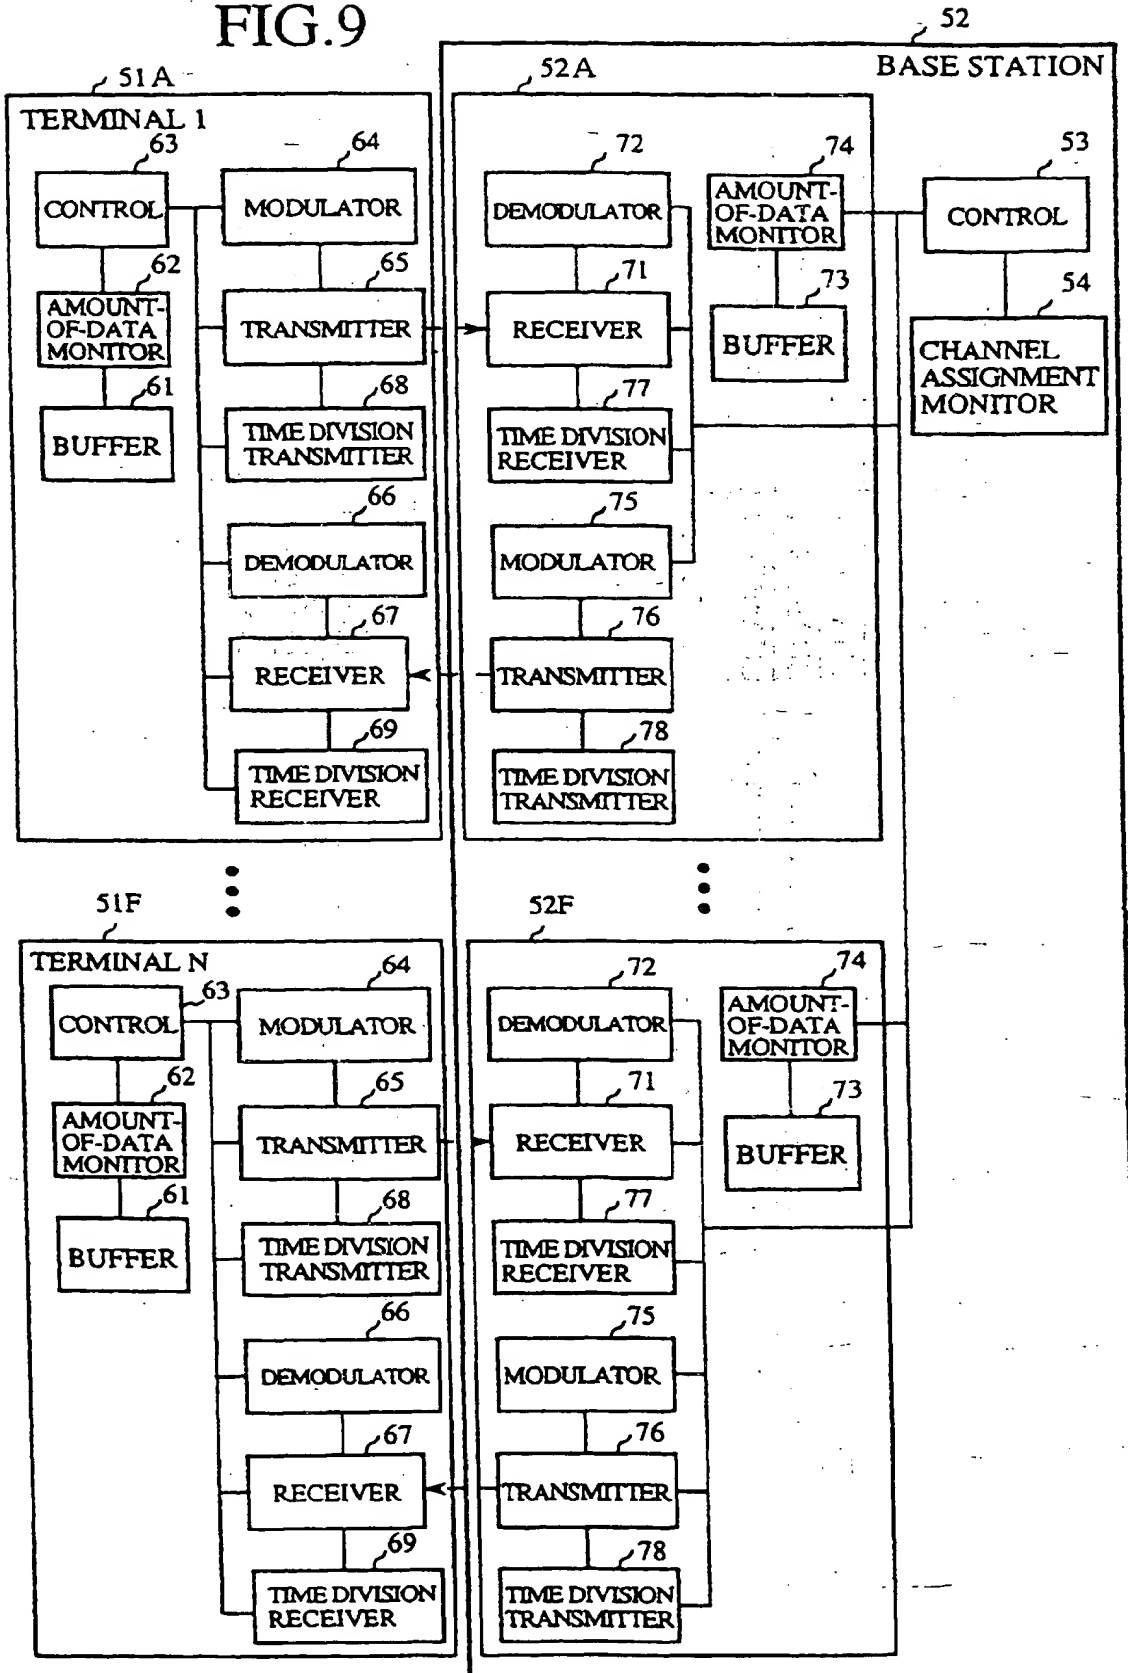 FIG.9
52
BASE STATION
51A
TERMINAL 1
63
CONTROL
62
AMOUNT-
OF-DATA
MONITOR
61
BUFFER
64
MODULATOR
65
TRANSMITTER
68
TIME DIVISION
TRANSMITTER
66
DEMODULATOR
67
RECEIVER
69
TIME DIVISION
RECEIVER
52A
72
DEMODULATOR
71
RECEIVER
77
TIME DIVISION
RECEIVER
75
MODULATOR
76
TRANSMITTER
78
TIME DIVISION
TRANSMITTER
74
AMOUNT-
OF-DATA
MONITOR
73
BUFFER
53
CONTROL
54
CHANNEL
ASSIGNMENT
MONITOR
51F
TERMINAL N
63
CONTROL
62
AMOUNT-
OF-DATA
MONITOR
61
BUFFER
64
MODULATOR
65
TRANSMITTER
68
TIME DIVISION
TRANSMITTER
66
DEMODULATOR
67
RECEIVER
69
TIME DIVISION
RECEIVER
52F
72
DEMODULATOR
71
RECEIVER
77
TIME DIVISION
RECEIVER
75
MODULATOR
76
TRANSMITTER
78
TIME DIVISION
TRANSMITTER
74
AMOUNT-
OF-DATA
MONITOR
73
BUFFER